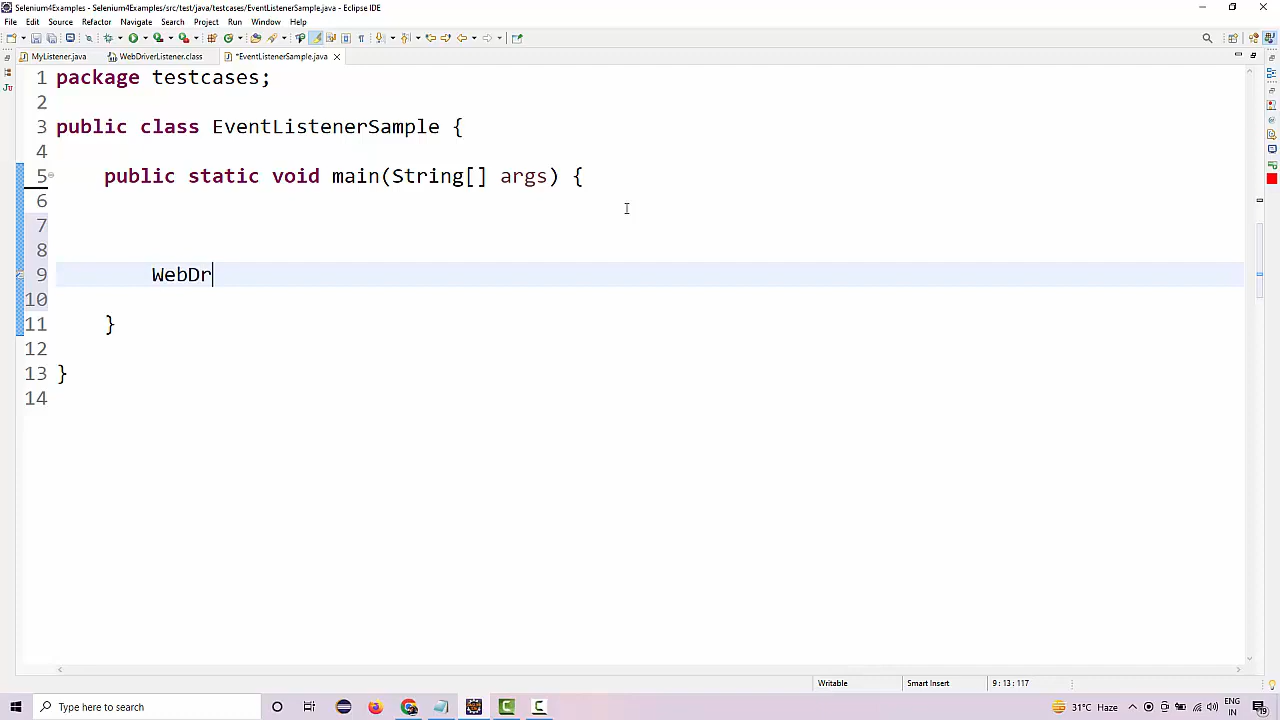 Selenium4Examples - Selenium4Examples/src/test/java/testcases/EventListenerSample.java - Eclipse IDE
File Edit Source Refactor Navigate Search Project Run Window Help
MyListener.java WebDriverListener.class *EventListenerSample.java
1 package testcases;
2
3 public class EventListenerSample {
4
5 public static void main(String[] args) {
6
7
8
9 WebDr
10
11 }
12
13 }
14
Writable Smart Insert 9 : 13 : 117
Type here to search 31°C Haze ENG
IN